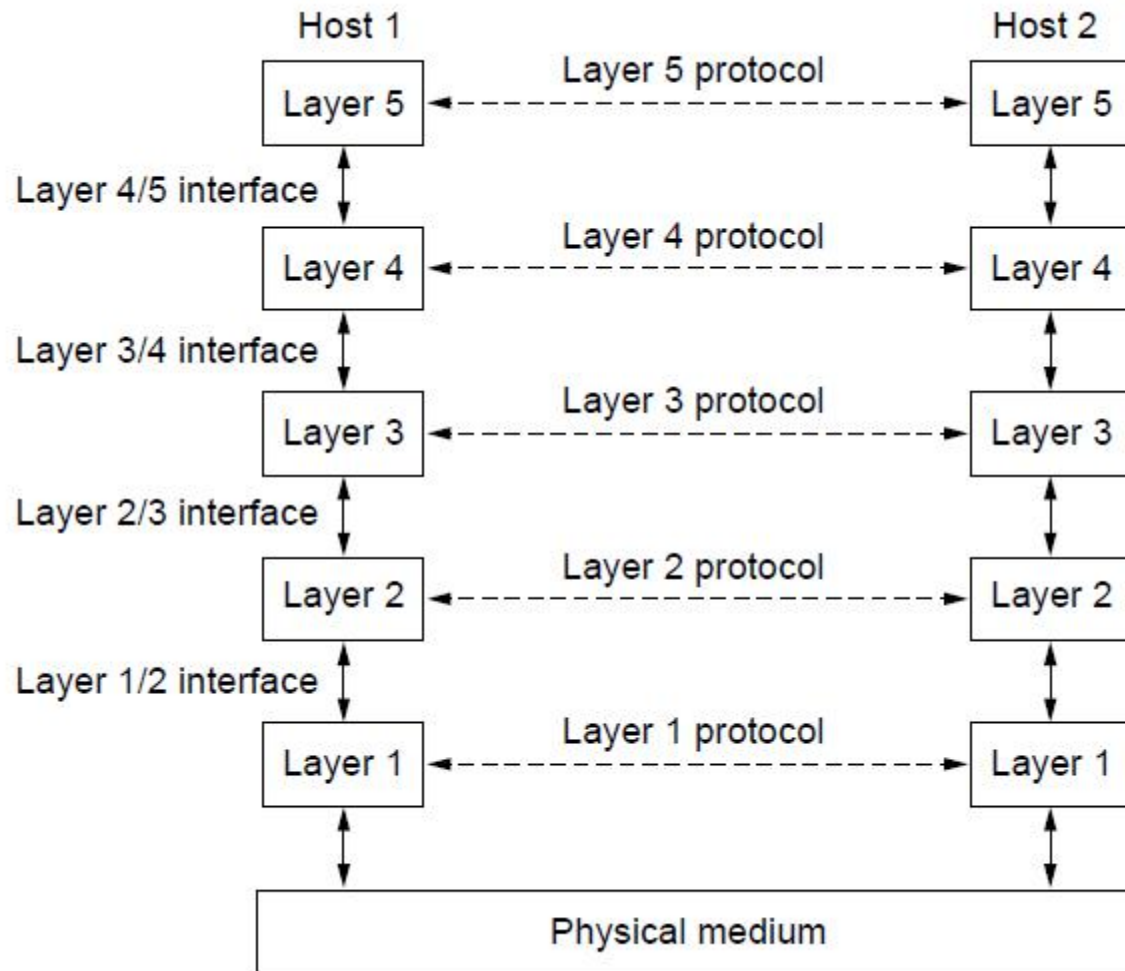 Host 1
Host 2
Layer 5 protocol
Layer 5
Layer 5
Layer 4/5 interface
Layer 4 protocol
Layer 4
Layer 4
Layer 3/4 interface
Layer 3 protocol
Layer 3
Layer 3
Layer 2/3 interface
Layer 2 protocol
Layer 2
Layer 2
Layer 1/2 interface
Layer 1 protocol
Layer 1
Layer 1
Physical medium